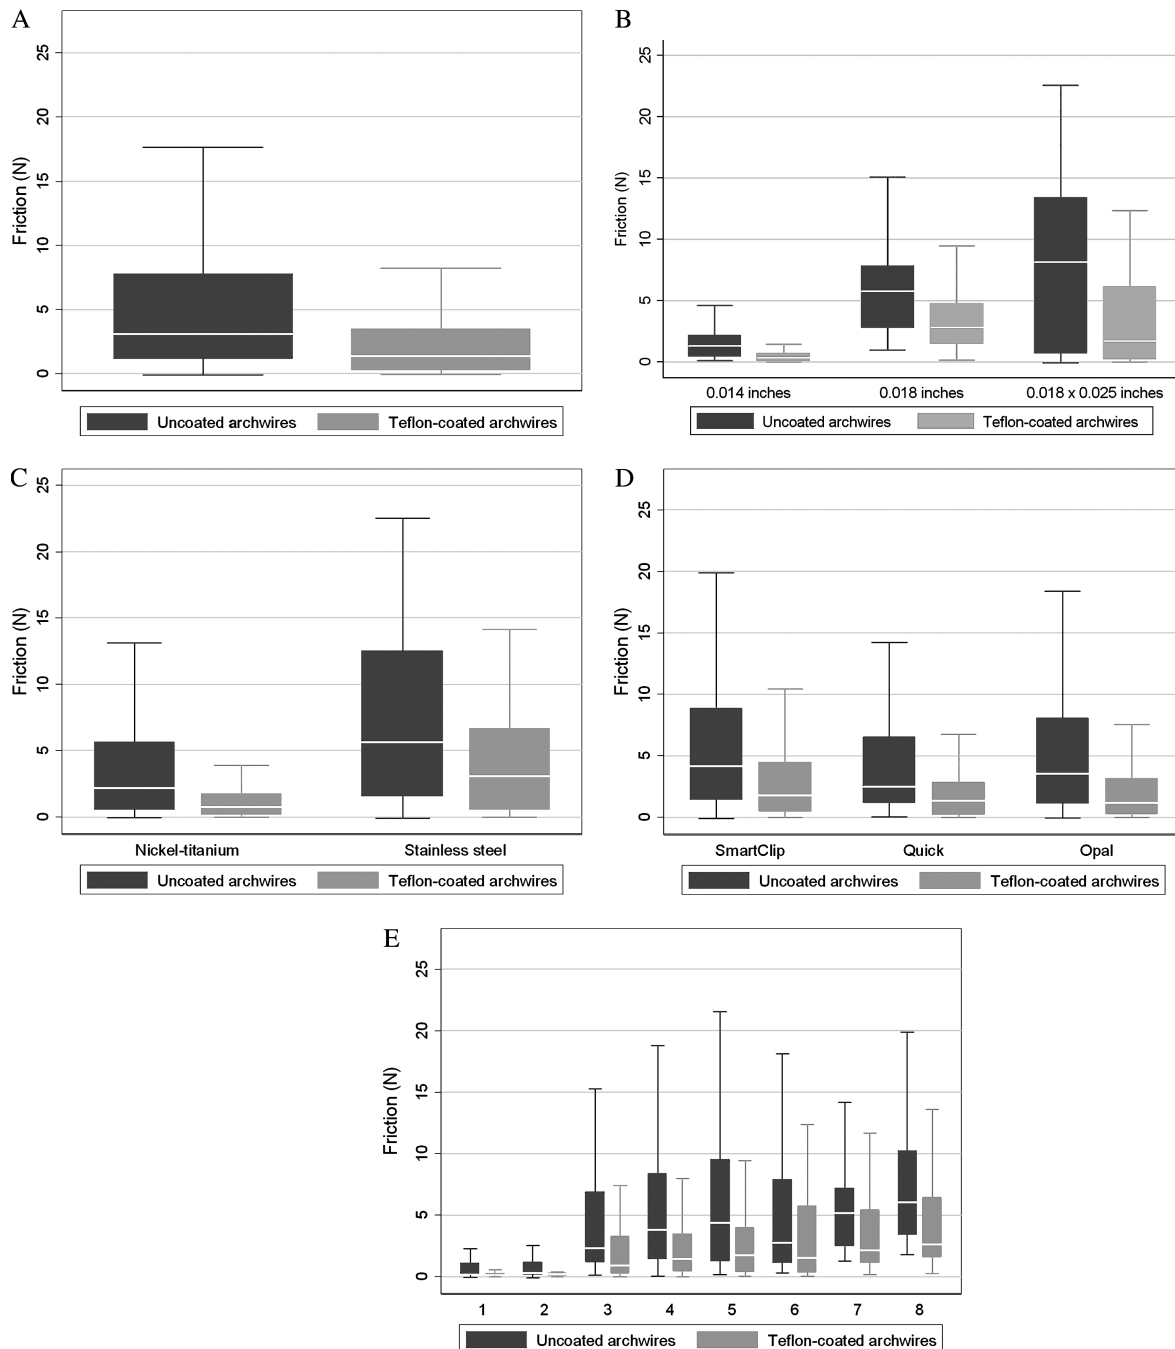 A
25
20
15
10
5
0
Friction (N)
Uncoated archwires
Teflon-coated archwires
B
25
20
15
10
5
0
Friction (N)
0.014 inches
0.018 inches
0.018 x 0.025 inches
Uncoated archwires
Teflon-coated archwires
C
25
20
15
10
5
0
Friction (N)
Nickel-titanium
Stainless steel
Uncoated archwires
Teflon-coated archwires
D
25
20
15
10
5
0
Friction (N)
SmartClip
Quick
Opal
Uncoated archwires
Teflon-coated archwires
E
25
20
15
10
5
0
Friction (N)
1 2 3 4 5 6 7 8
Uncoated archwires
Teflon-coated archwires